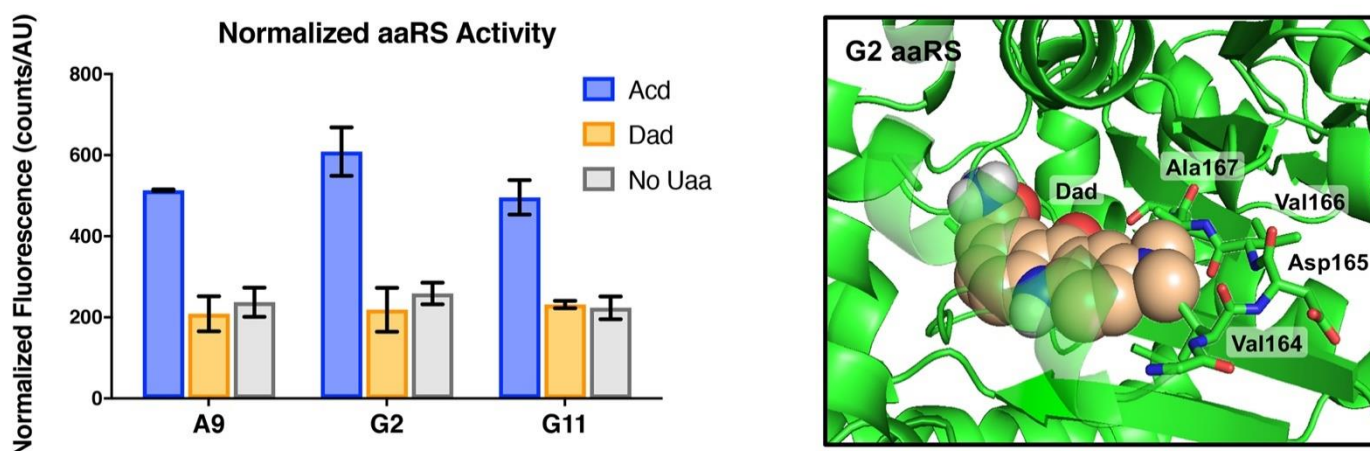 Normalized aaRS Activity
Normalized Fluorescence (counts/AU)
800
600
400
200
0
A9
G2
G11
Acd
Dad
No Uaa
G2 aaRS
Dad
Ala167
Val166
Asp165
Val164